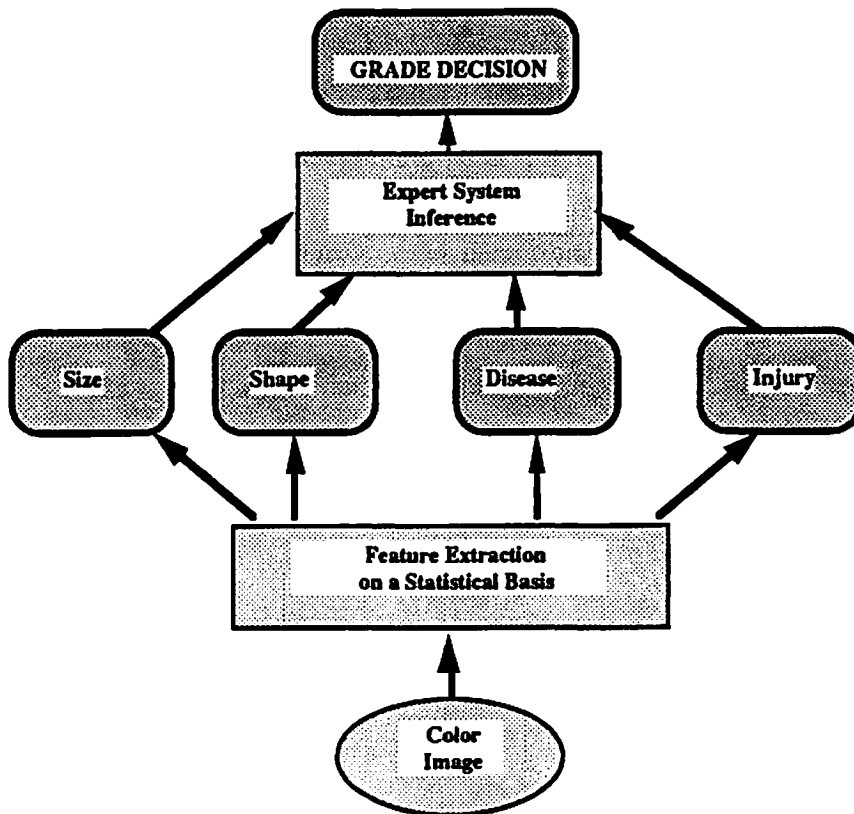 GRADE DECISION
Expert System
Inference
Size
Shape
Disease
Injury
Feature Extraction
on a Statistical Basis
Color
Image